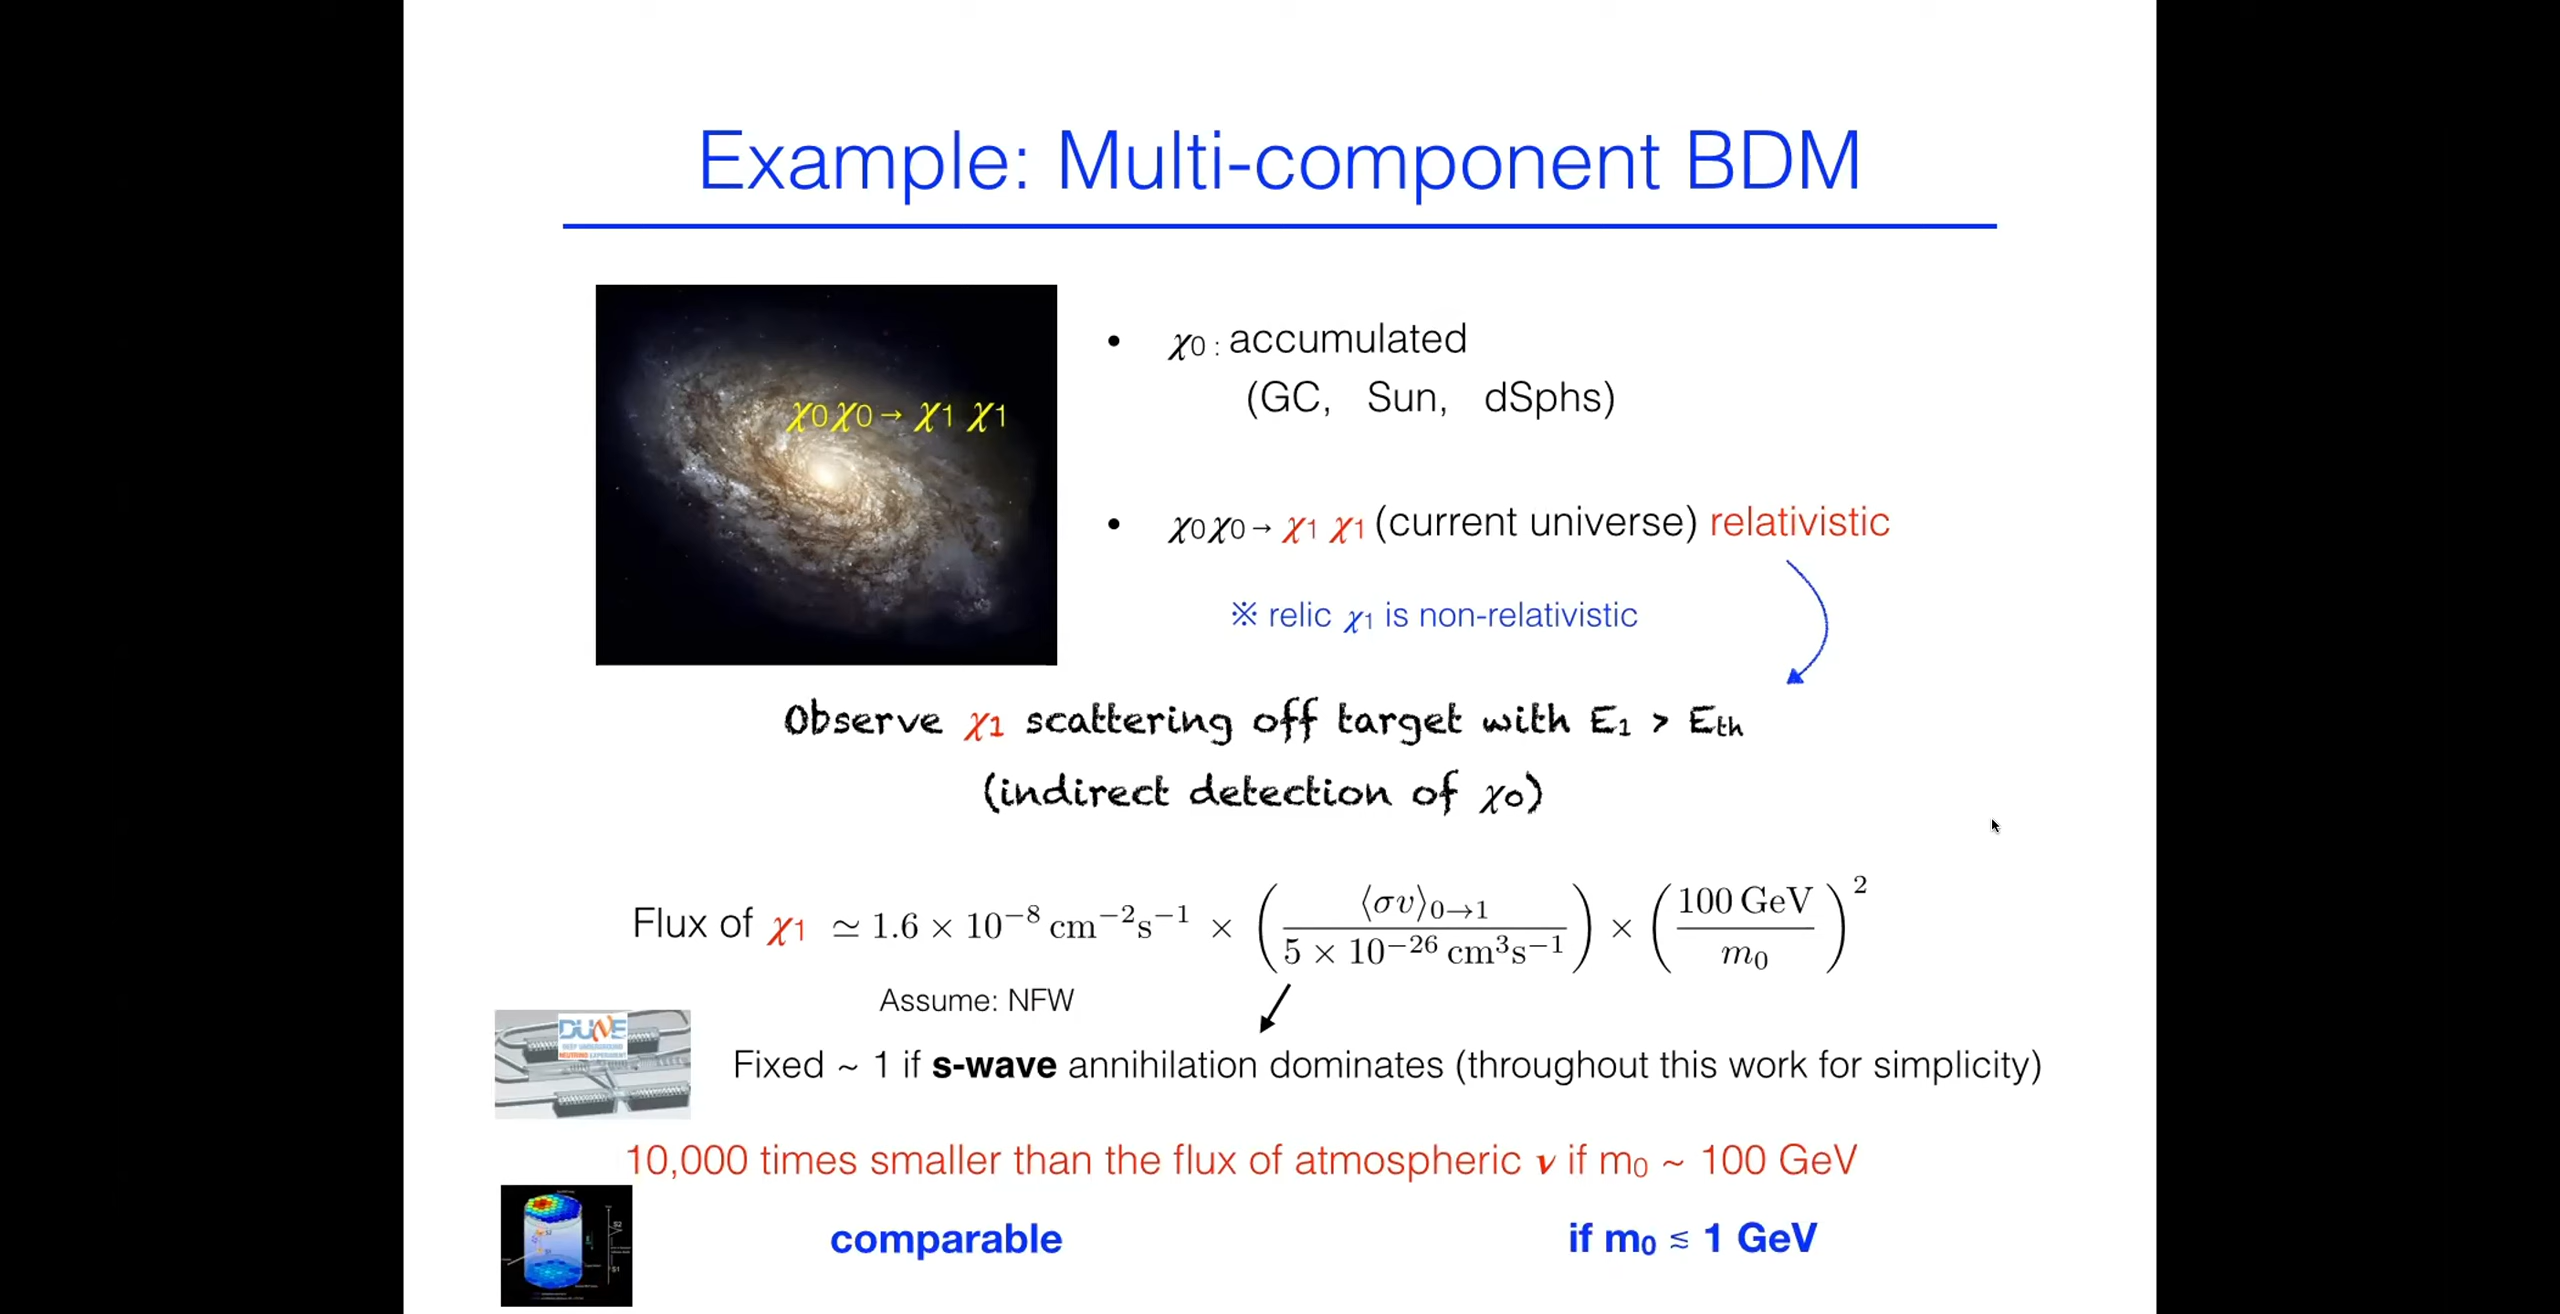 Example: Multi-component BDM
χ0χ0→ χ1 χ1
• χ0 : accumulated
(GC, Sun, dSphs)
• χ0χ0→ χ1 χ1 (current universe) relativistic
※ relic χ1 is non-relativistic
Observe χ1 scattering off target with E1 > Eth
(indirect detection of χ0)
Flux of χ1 ≃ 1.6 × 10⁻⁸ cm⁻²s⁻¹ × (⟨σv⟩₀→₁ / 5 × 10⁻²⁶ cm³s⁻¹) × (100 GeV / m₀)²
Assume: NFW
DUNE
DEEP UNDERGROUND
NEUTRINO EXPERIMENT
Fixed ~ 1 if s-wave annihilation dominates (throughout this work for simplicity)
10,000 times smaller than the flux of atmospheric ν if m0 ~ 100 GeV
S2
S1
comparable if m0 ≲ 1 GeV